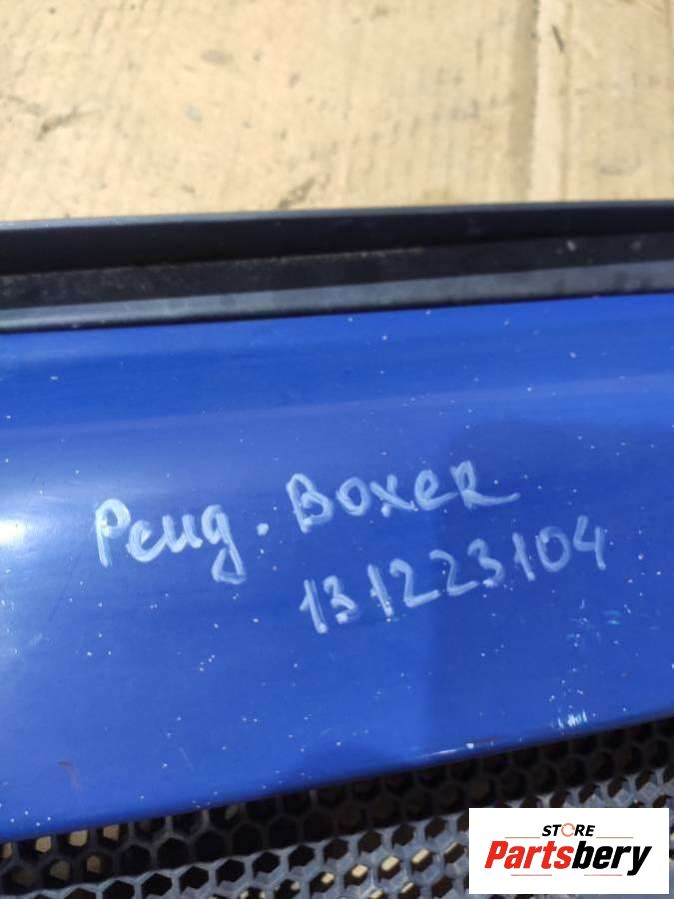 Peug. BoxeR
131223104
STORE
Partsbery